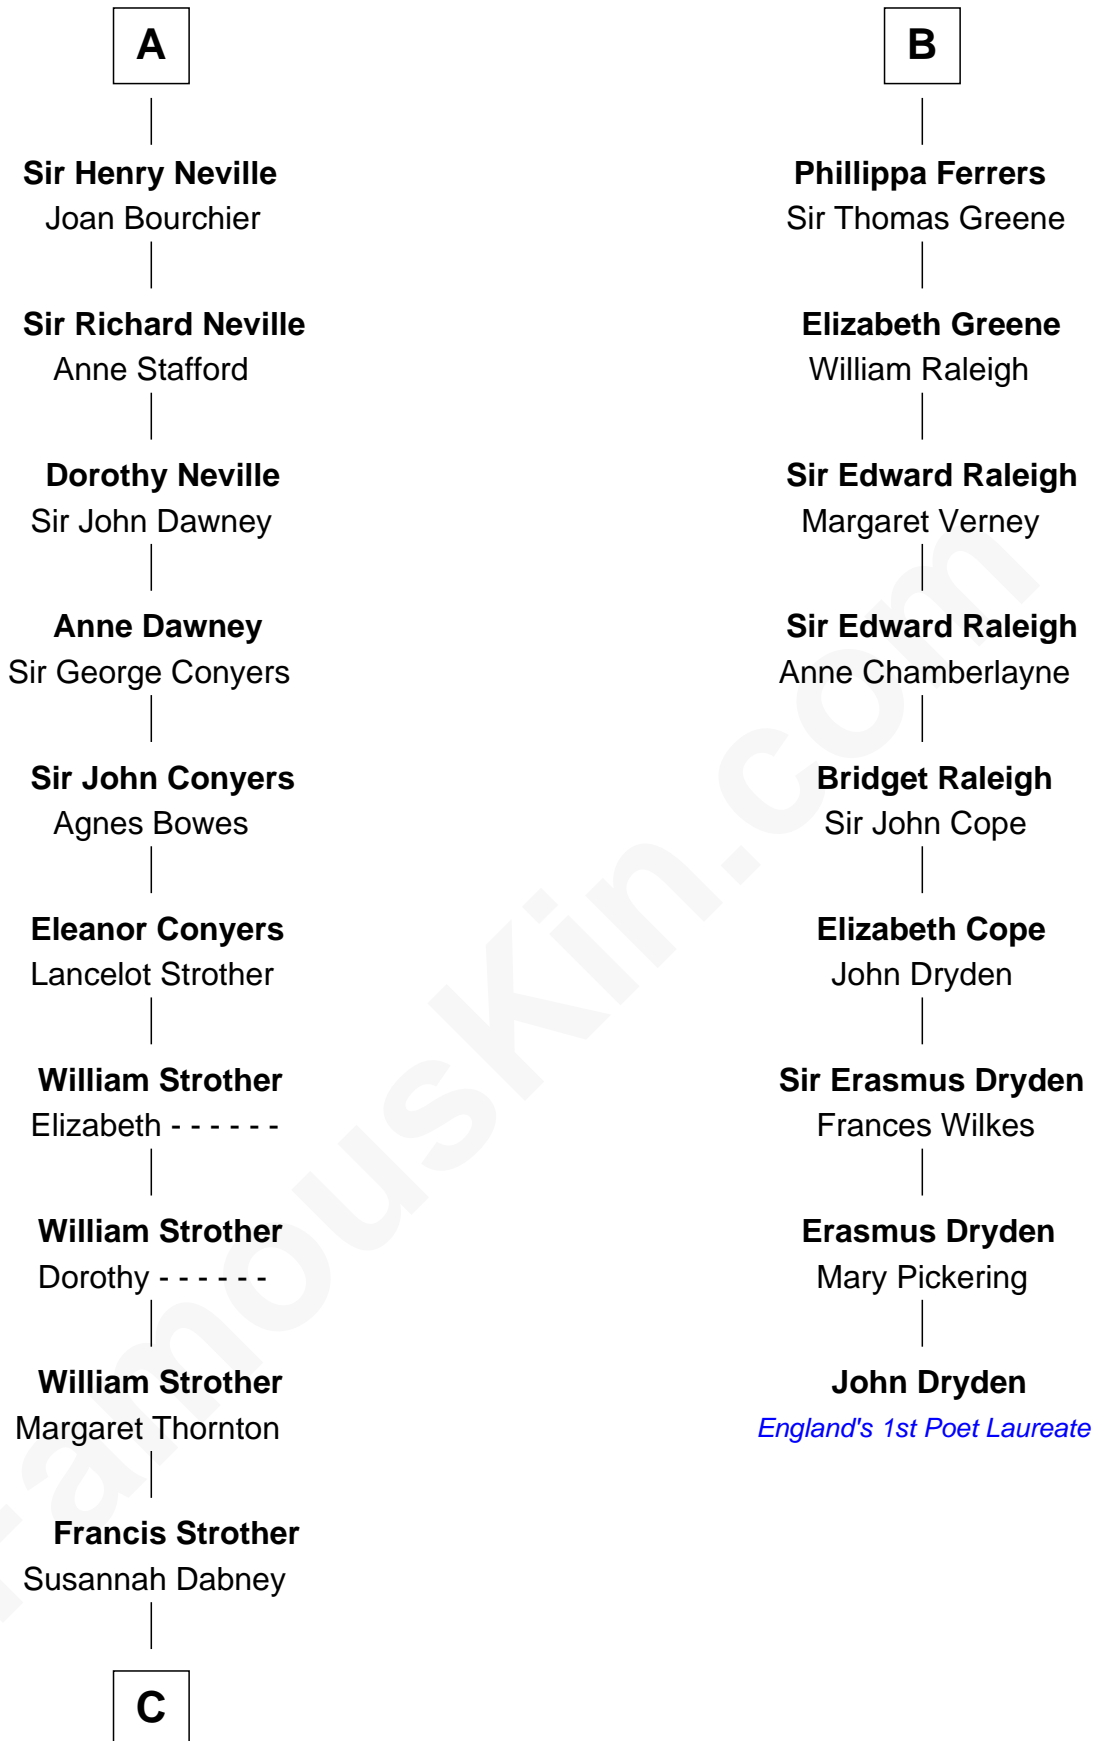 A
Sir Henry Neville
Joan Bourchier
Sir Richard Neville
Anne Stafford
Dorothy Neville
Sir John Dawney
Anne Dawney
Sir George Conyers
Sir John Conyers
Agnes Bowes
Eleanor Conyers
Lancelot Strother
William Strother
Elizabeth - - - - - -
William Strother
Dorothy - - - - - -
William Strother
Margaret Thornton
Francis Strother
Susannah Dabney
C
B
Phillippa Ferrers
Sir Thomas Greene
Elizabeth Greene
William Raleigh
Sir Edward Raleigh
Margaret Verney
Sir Edward Raleigh
Anne Chamberlayne
Bridget Raleigh
Sir John Cope
Elizabeth Cope
John Dryden
Sir Erasmus Dryden
Frances Wilkes
Erasmus Dryden
Mary Pickering
John Dryden
England's 1st Poet Laureate
FamousKin.com